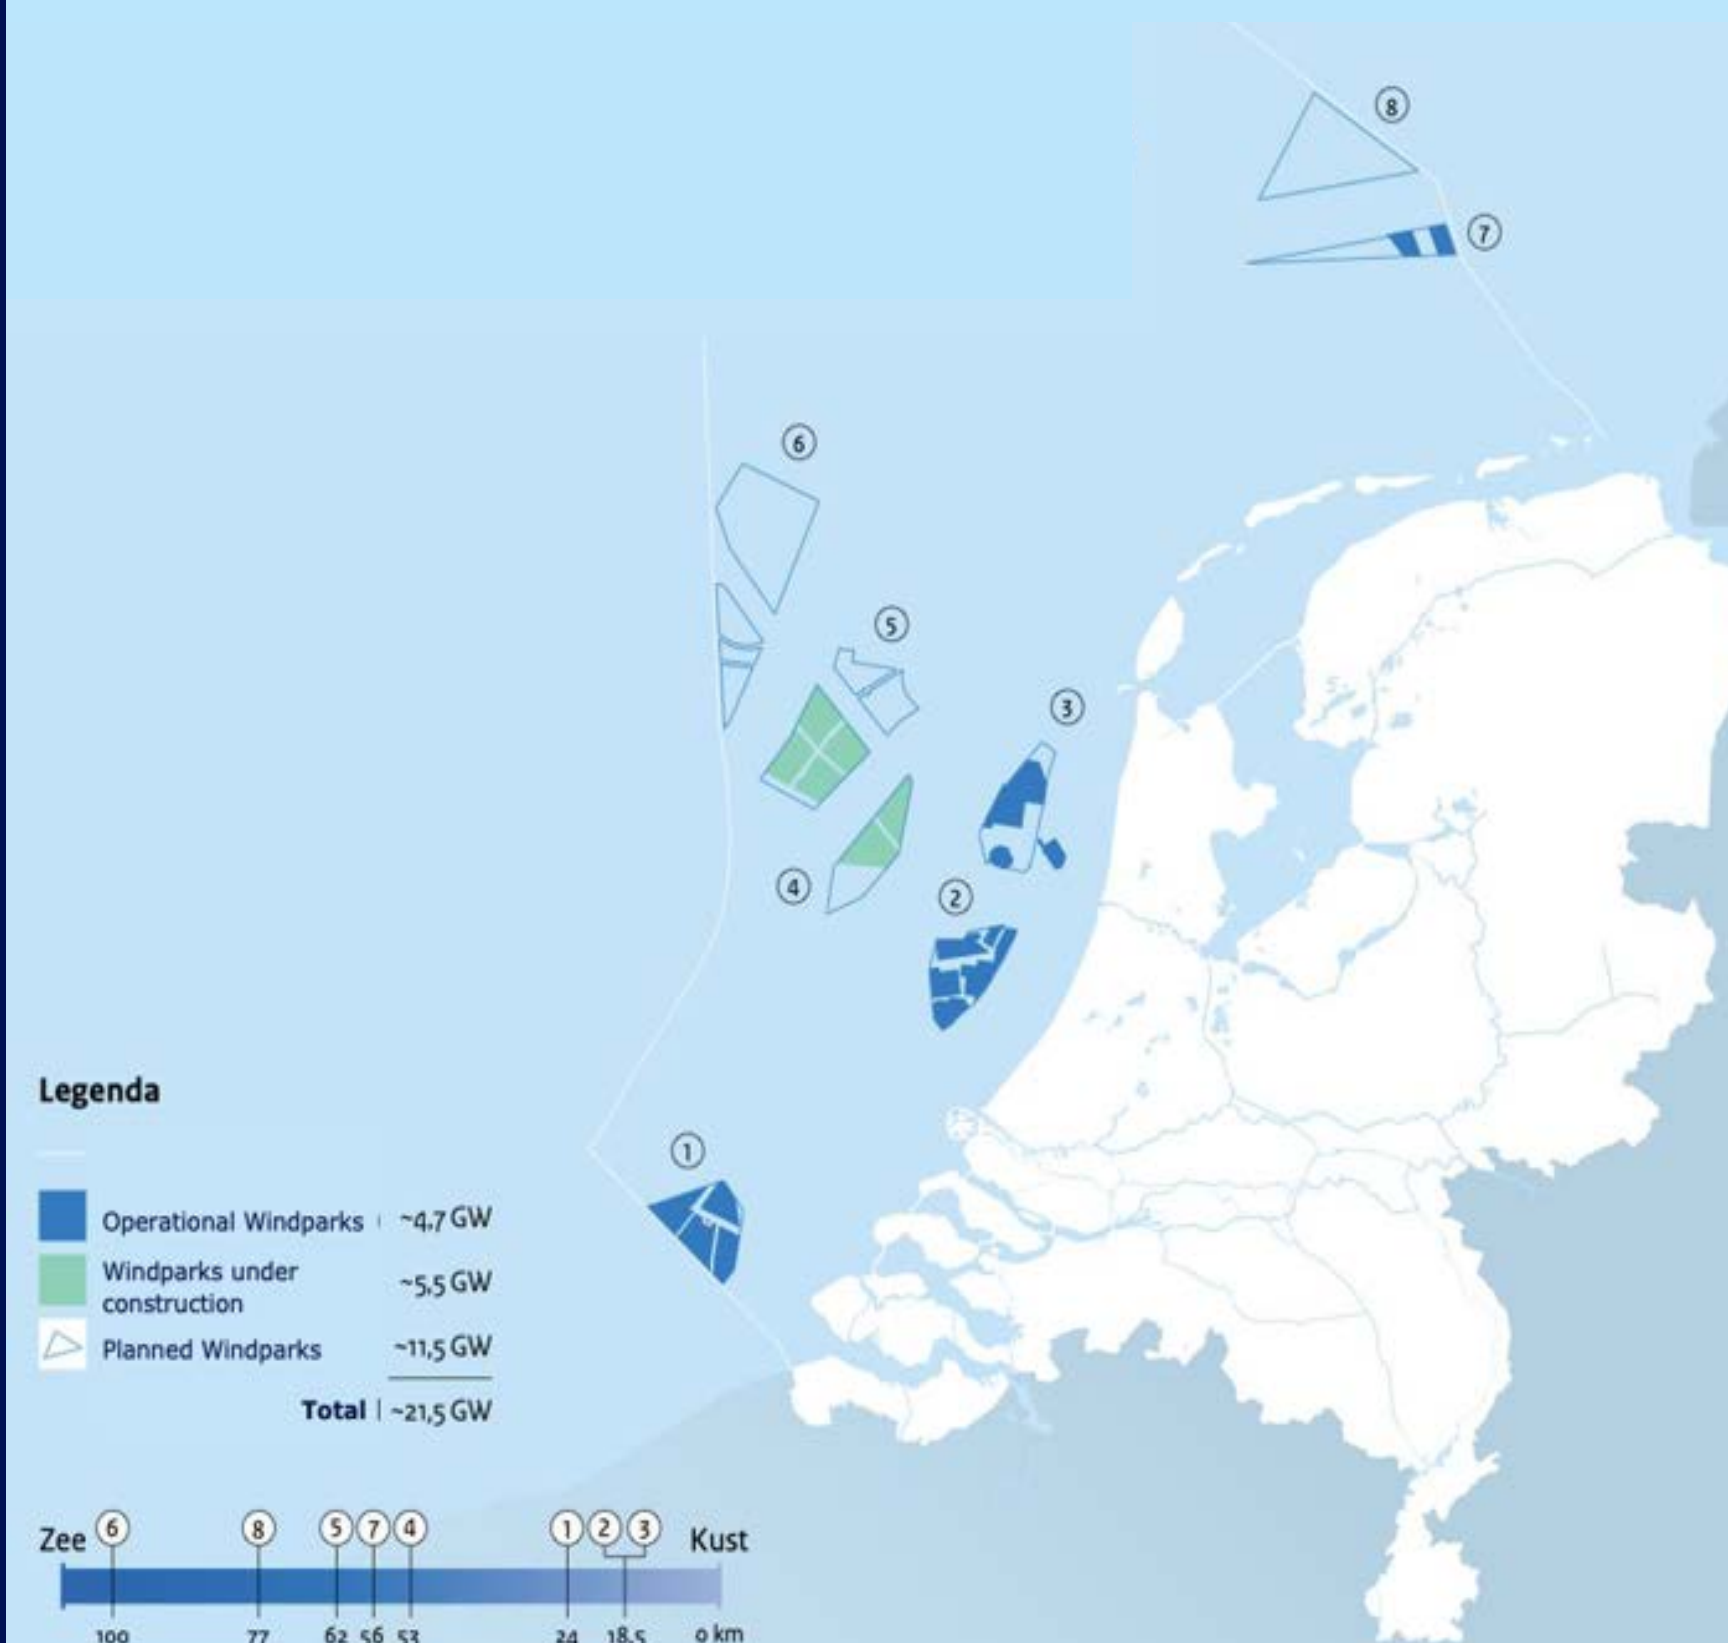 8
7
6
5
3
4
2
1
Legenda
Operational Windparks ~4,7 GW
Windparks under
construction
~5,5 GW
Planned Windparks ~11,5 GW
Total | ~21,5 GW
Zee 6 8 5 7 4 1 2 3 Kust
100 77 62 56 53 24 18,5 0 km